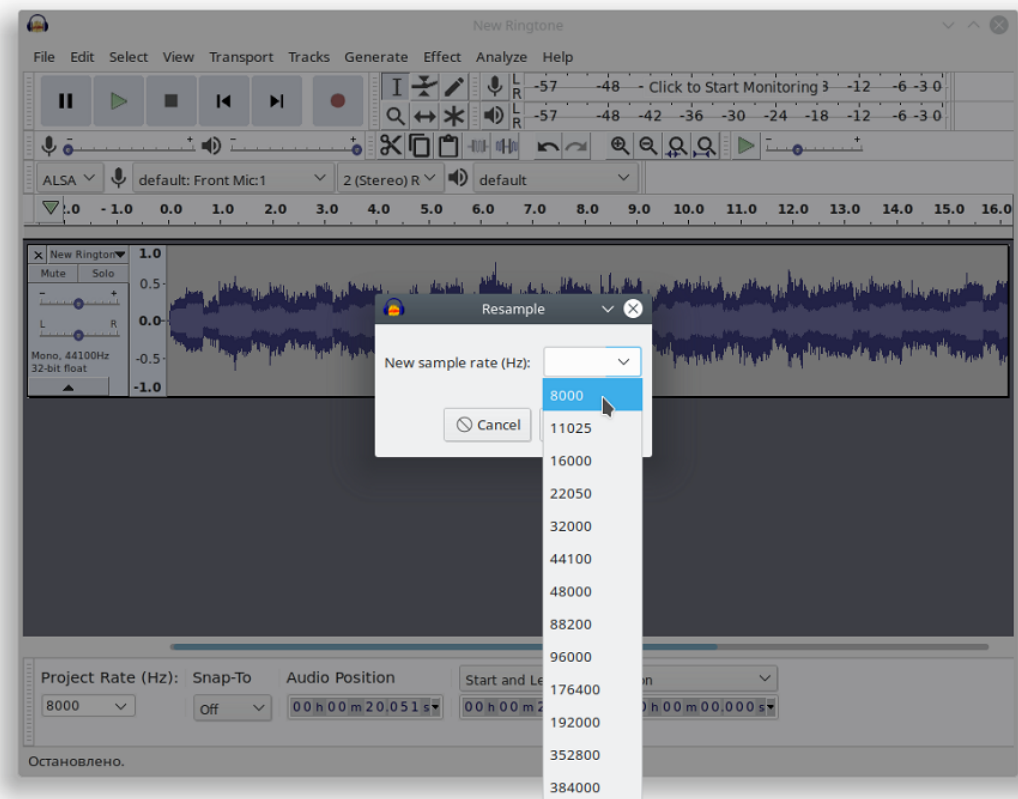 New Ringtone
File Edit Select View Transport Tracks Generate Effect Analyze Help
L
R
-57 -48 - Click to Start Monitoring -12 -6 -3 0
L
R
-57 -48 -42 -36 -30 -24 -18 -12 -6 -3 0
- + - + - +
ALSA default: Front Mic:1 2 (Stereo) R default
- 1.0 0.0 1.0 2.0 3.0 4.0 5.0 6.0 7.0 8.0 9.0 10.0 11.0 12.0 13.0 14.0 15.0 16.0
New Rington 1.0
Mute Solo 0.5
- +
0.0
L R
Mono, 44100Hz -0.5
32-bit float
-1.0
Resample
New sample rate (Hz):
8000
Cancel
11025
16000
22050
32000
44100
48000
88200
96000
176400
192000
352800
384000
Project Rate (Hz): Snap-To Audio Position Start and Le
8000 Off 00 h 00 m 20.051 s 00 h 00 m h 00 m 00.000 s
Остановлено.